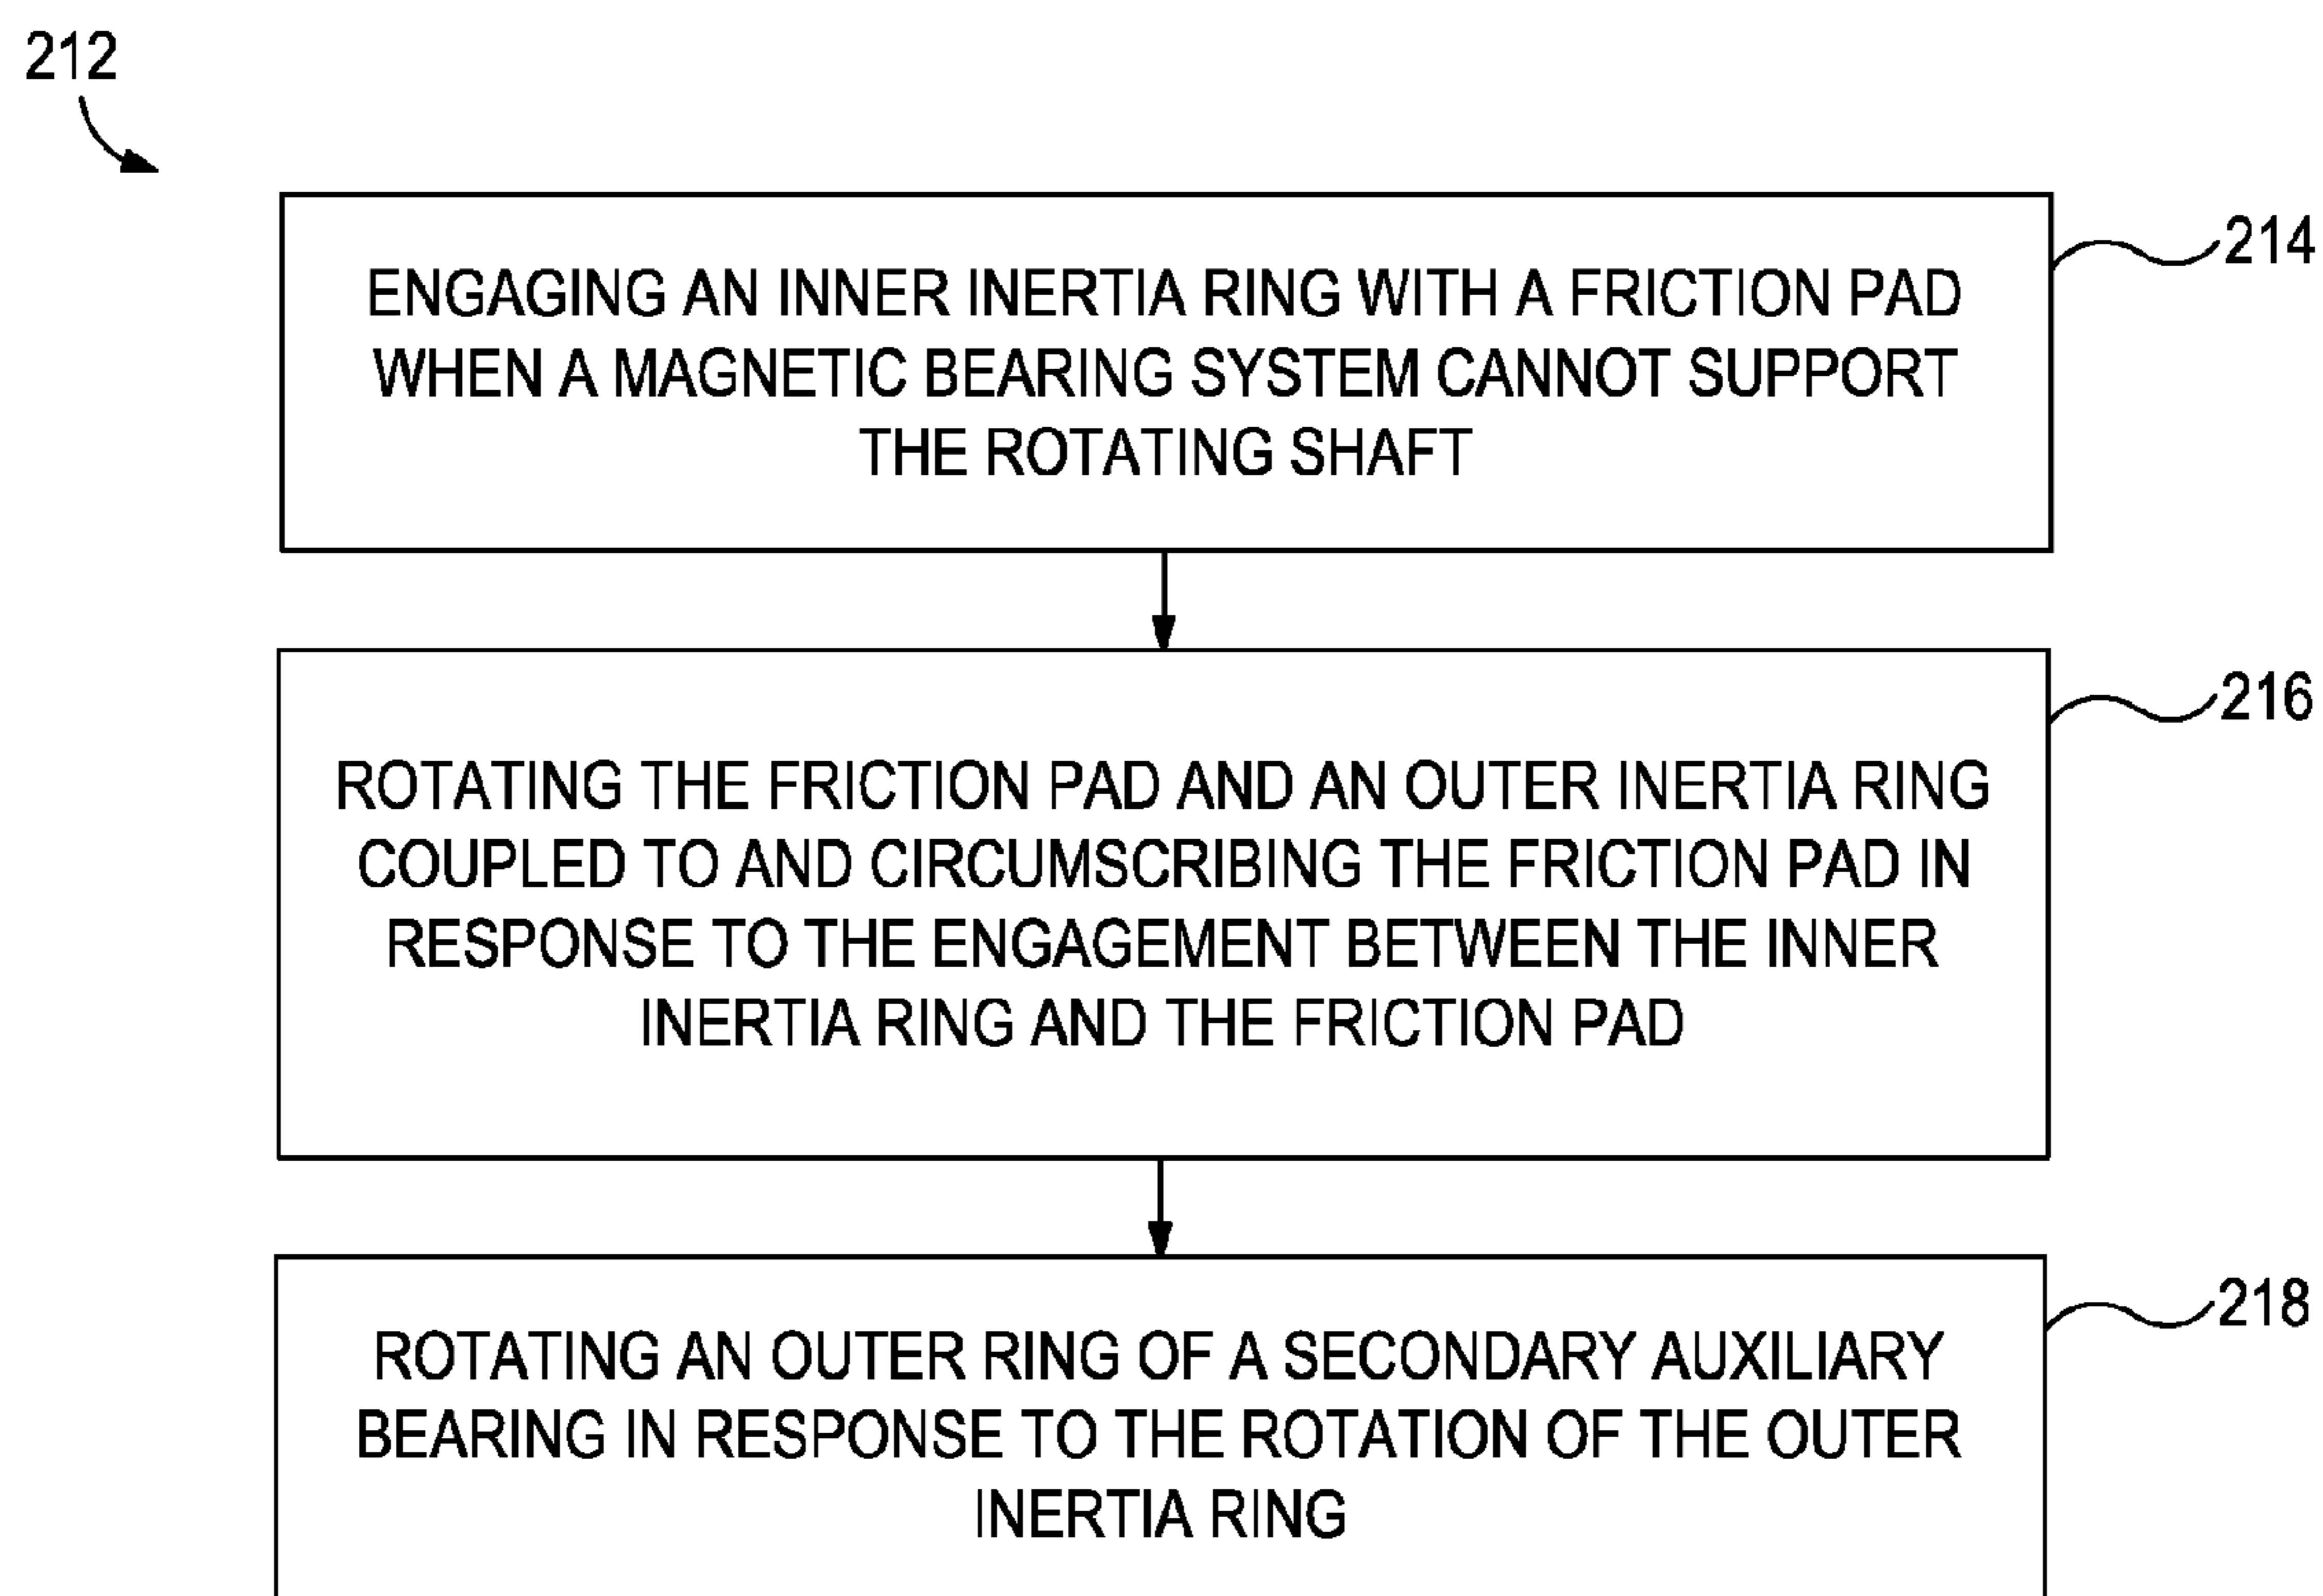 212
214
ENGAGING AN INNER INERTIA RING WITH A FRICTION PAD
WHEN A MAGNETIC BEARING SYSTEM CANNOT SUPPORT
THE ROTATING SHAFT
216
ROTATING THE FRICTION PAD AND AN OUTER INERTIA RING
COUPLED TO AND CIRCUMSCRIBING THE FRICTION PAD IN
RESPONSE TO THE ENGAGEMENT BETWEEN THE INNER
INERTIA RING AND THE FRICTION PAD
218
ROTATING AN OUTER RING OF A SECONDARY AUXILIARY
BEARING IN RESPONSE TO THE ROTATION OF THE OUTER
INERTIA RING